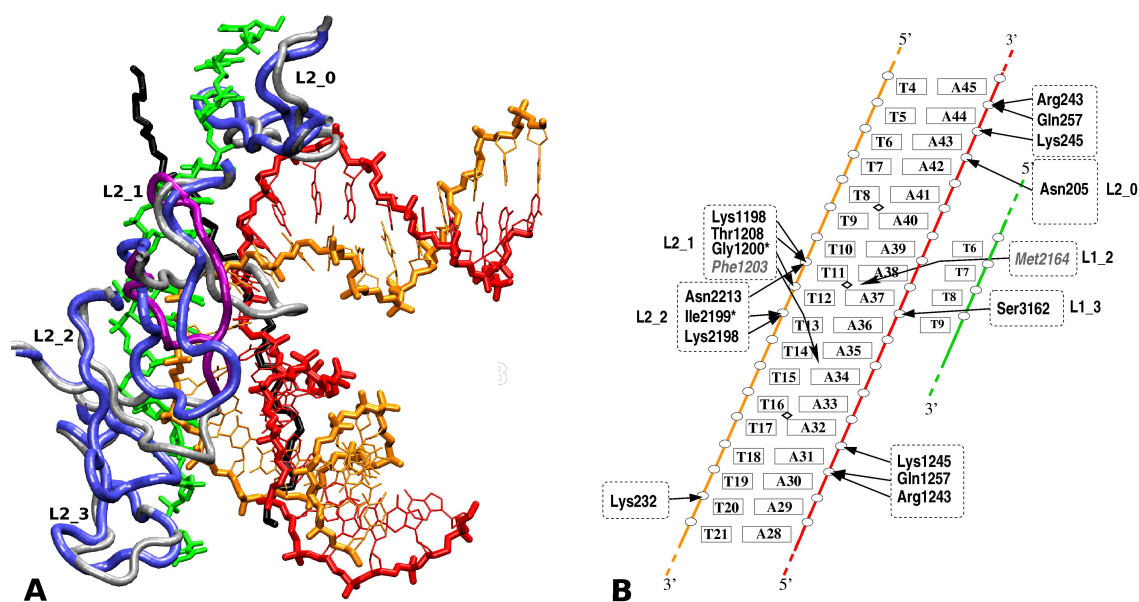 L2_0
L2_1
L2_2
L2_3
A
5’
3’
T4 A45
T5 A44
T6 A43
T7 A42
T8 A41
T9 A40
T10 A39
T11 A38
T12 A37
T13 A36
T14 A35
T15 A34
T16 A33
T17 A32
T18 A31
T19 A30
T20 A29
T21 A28
3’
5’
5’
T6
T7
T8
T9
3’
Arg243
Gln257
Lys245
Asn205 L2_0
Met2164 L1_2
Ser3162 L1_3
Lys1245
Gln1257
Arg1243
L2_1
Lys1198
Thr1208
Gly1200*
Phe1203
L2_2
Asn2213
Ile2199*
Lys2198
Lys232
B